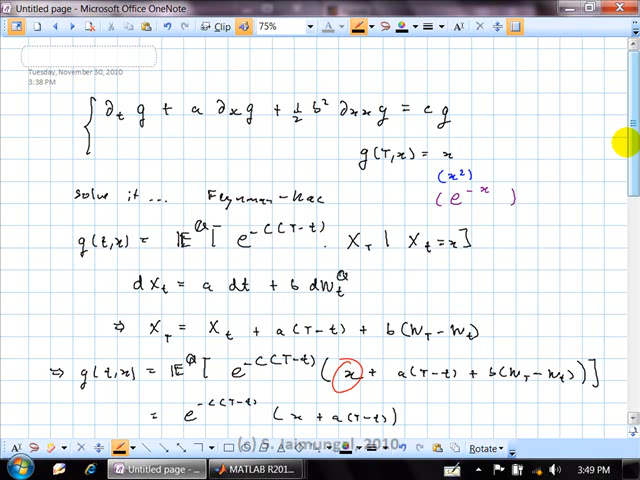 Untitled page - Microsoft Office OneNote
Clip
75%
Tuesday, November 30, 2010
3:38 PM
{ ∂t g + a ∂x g + ½ b² ∂xx g = c g
g(T,x) = x
(x²)
(e^{-x})
solve it... Feynman-Kac
g(t,x) = 𝔼^Q[ e^{-c(T-t)} · X_T | X_t = x]
dX_t = a dt + b dW_t^Q
⇒ X_T = X_t + a(T-t) + b(W_T - W_t)
⇒ g(t,x) = 𝔼^Q[ e^{-c(T-t)} ( x + a(T-t) + b(W_T - W_t) ) ]
= e^{-c(T-t)} (x + a(T-t))
(c) S. Jaimungal, 2010
Rotate
Untitled page - Micr...
MATLAB R201...
3:49 PM